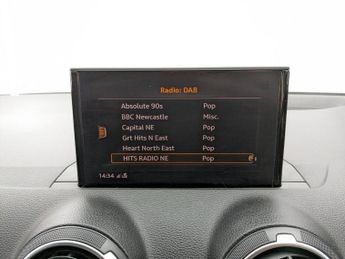 Radio: DAB
Absolute 90s Pop
BBC Newcastle Misc.
Capital NE Pop
Grt Hits N East Pop
Heart North East Pop
HITS RADIO NE Pop
14:34